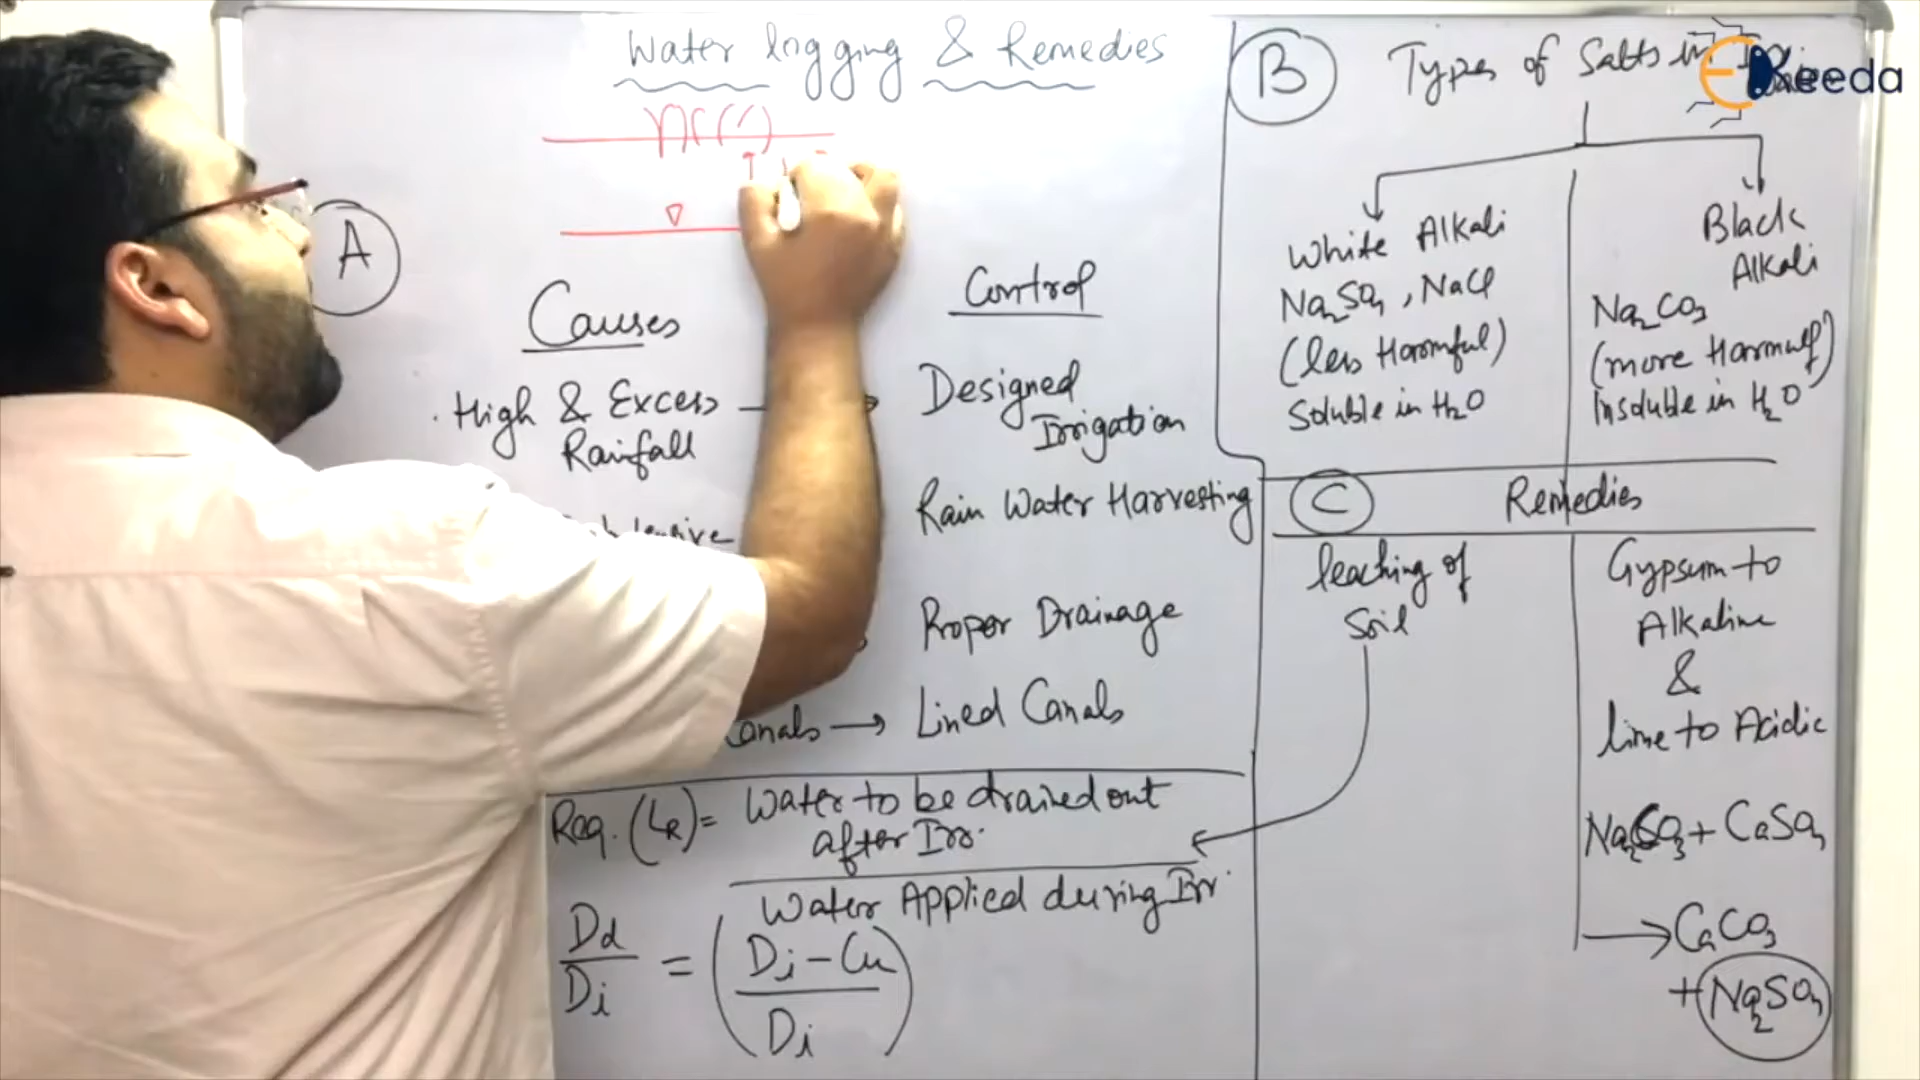 Water logging & Remedies
A
Causes
Control
High & Excess
Rainfall
Designed
Irrigation
Rain Water Harvesting
Proper Drainage
Canals → Lined Canals
Req. (LR) = Water to be drained out
after Irr.
Water Applied during Irr.
Dd
Di
=
(Di - Cu
Di)
B
Types of Salts in
Keeda
White Alkali
Na2SO4, NaCl
(less Harmful)
Soluble in H2O
Black
Alkali
Na2CO3
(more Harmulf)
Insoluble in H2O
C
Remedies
leaching of
Soil
Gypsum to
Alkaline
&
lime to Acidic
Na2CO3 + CaSO4
→ CaCO3
+ Na2SO4